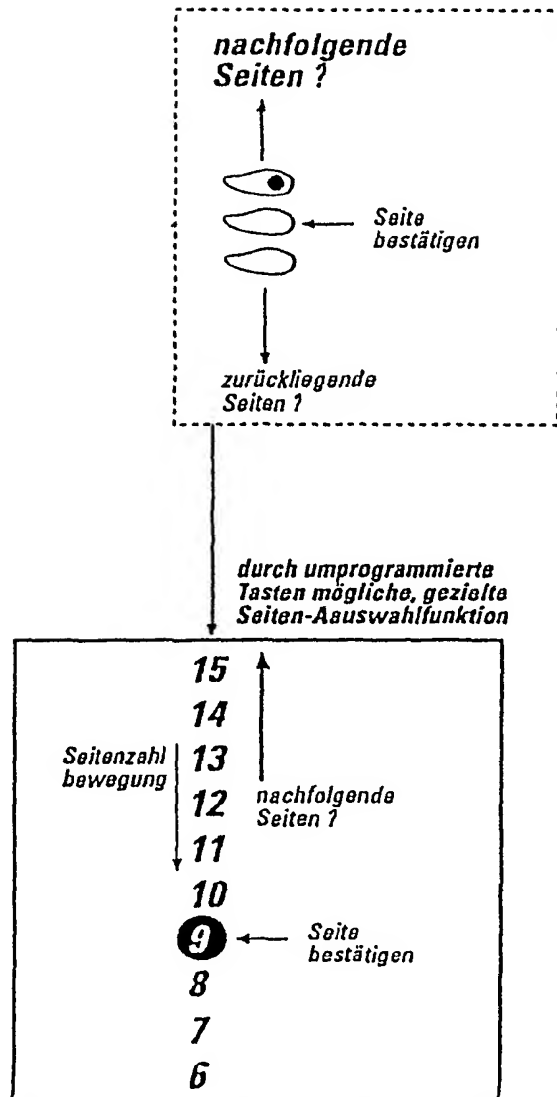 nachfolgende
Seiten ?
Seite
bestätigen
zurückliegende
Seiten ?
durch umprogrammierte
Tasten mögliche, gezielte
Seiten-Aauswahlfunktion
15
14
Seitenzahl
bewegung
13
12
nachfolgende
Seiten ?
11
10
9
Seite
bestätigen
8
7
6